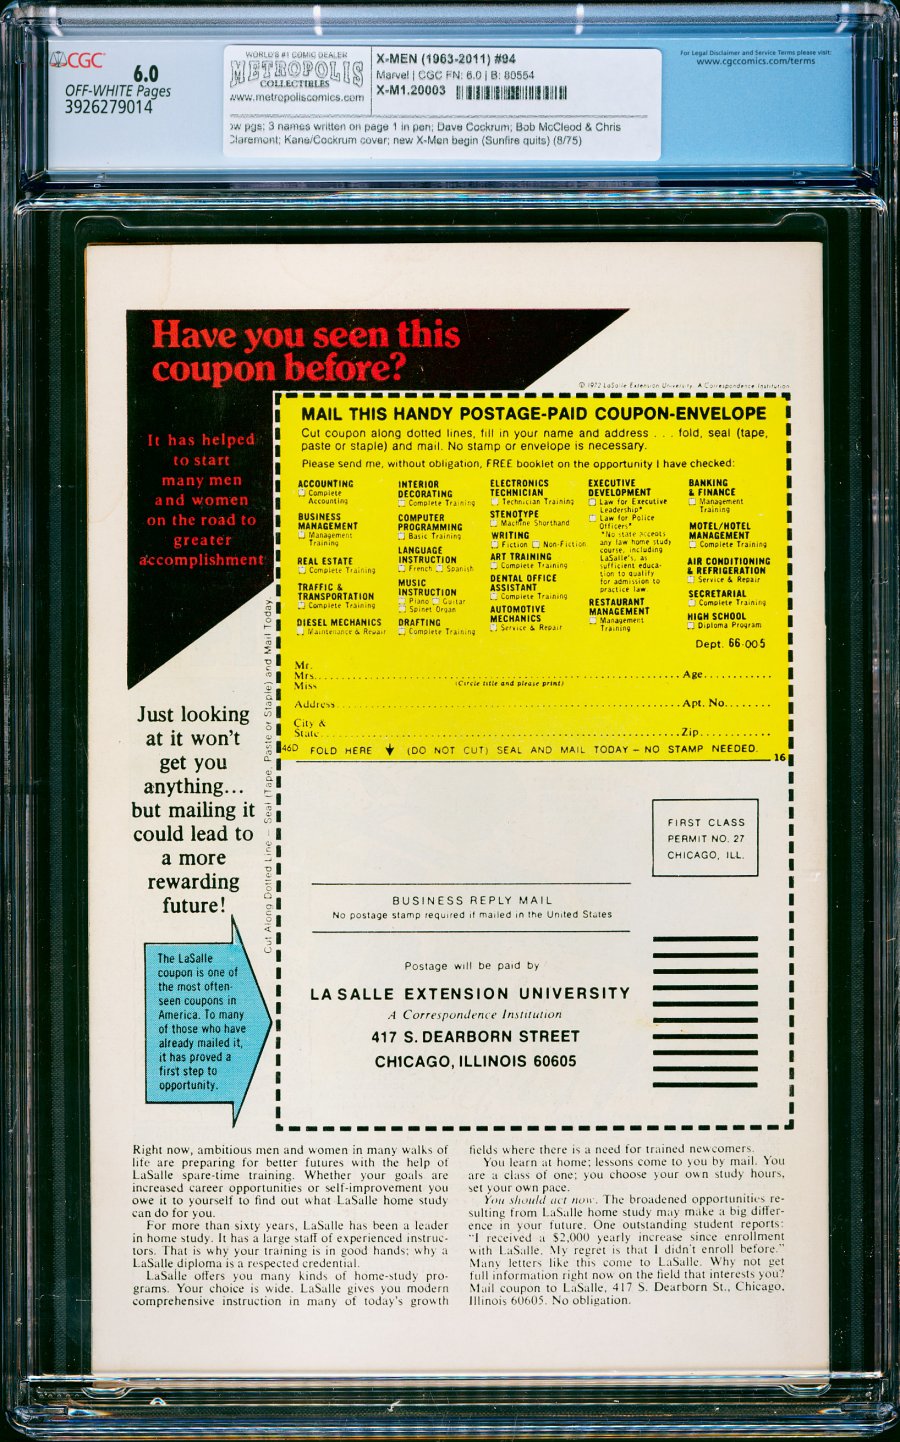 CGC
6.0
OFF-WHITE Pages
3926279014
WORLD'S #1 COMIC DEALER
METROPOLIS
COLLECTIBLES
www.metropoliscomics.com
X-MEN (1963-2011) #94
Marvel | CGC FN: 6.0 | B: 80554
X-M1.20003
ow pgs; 3 names written on page 1 in pen; Dave Cockrum; Bob McCleod & Chris
Claremont; Kane/Cockrum cover; new X-Men begin (Sunfire quits) (8/75)
For Legal Disclaimer and Service Terms please visit:
www.cgccomics.com/terms
Have you seen this
coupon before?
© 1972 LaSalle Extension University, A Correspondence Institution
It has helped
to start
many men
and women
on the road to
greater
accomplishment
MAIL THIS HANDY POSTAGE-PAID COUPON-ENVELOPE
Cut coupon along dotted lines, fill in your name and address . . . fold, seal (tape,
paste or staple) and mail. No stamp or envelope is necessary.
Please send me, without obligation, FREE booklet on the opportunity I have checked:
ACCOUNTING
Complete
Accounting
BUSINESS
MANAGEMENT
Management
Training
REAL ESTATE
Complete Training
TRAFFIC &
TRANSPORTATION
Complete Training
DIESEL MECHANICS
Maintenance & Repair
INTERIOR
DECORATING
Complete Training
COMPUTER
PROGRAMMING
Basic Training
LANGUAGE
INSTRUCTION
French Spanish
MUSIC
INSTRUCTION
Piano Guitar
Spinet Organ
DRAFTING
Complete Training
ELECTRONICS
TECHNICIAN
Technician Training
STENOTYPE
Machine Shorthand
WRITING
Fiction Non-Fiction
ART TRAINING
Complete Training
DENTAL OFFICE
ASSISTANT
Complete Training
AUTOMOTIVE
MECHANICS
Service & Repair
EXECUTIVE
DEVELOPMENT
Law for Executive
Leadership*
Law for Police
Officers*
*No state accepts
any law home study
course, including
LaSalle's, as
sufficient educa-
tion to qualify
for admission to
practice law.
RESTAURANT
MANAGEMENT
Management
Training
BANKING
& FINANCE
Management
Training
MOTEL/HOTEL
MANAGEMENT
Complete Training
AIR CONDITIONING
& REFRIGERATION
Service & Repair
SECRETARIAL
Complete Training
HIGH SCHOOL
Diploma Program
Dept. 66-005
Mr.
Mrs. Age
Miss (Circle title and please print)
Address Apt. No.
City &
State Zip
46D FOLD HERE (DO NOT CUT) SEAL AND MAIL TODAY – NO STAMP NEEDED.
16
Cut Along Dotted Line – Seal (Tape, Paste or Staple) and Mail Today.
Just looking
at it won't
get you
anything...
but mailing it
could lead to
a more
rewarding
future!
FIRST CLASS
PERMIT NO. 27
CHICAGO, ILL.
BUSINESS REPLY MAIL
No postage stamp required if mailed in the United States
Postage will be paid by
LA SALLE EXTENSION UNIVERSITY
A Correspondence Institution
417 S. DEARBORN STREET
CHICAGO, ILLINOIS 60605
The LaSalle
coupon is one of
the most often-
seen coupons in
America. To many
of those who have
already mailed it,
it has proved a
first step to
opportunity.
Right now, ambitious men and women in many walks of
life are preparing for better futures with the help of
LaSalle spare-time training. Whether your goals are
increased career opportunities or self-improvement you
owe it to yourself to find out what LaSalle home study
can do for you.
For more than sixty years, LaSalle has been a leader
in home study. It has a large staff of experienced instruc-
tors. That is why your training is in good hands; why a
LaSalle diploma is a respected credential.
LaSalle offers you many kinds of home-study pro-
grams. Your choice is wide. LaSalle gives you modern
comprehensive instruction in many of today's growth
fields where there is a need for trained newcomers.
You learn at home; lessons come to you by mail. You
are a class of one; you choose your own study hours,
set your own pace.
You should act now. The broadened opportunities re-
sulting from LaSalle home study may make a big differ-
ence in your future. One outstanding student reports:
"I received a $2,000 yearly increase since enrollment
with LaSalle. My regret is that I didn't enroll before."
Many letters like this come to LaSalle. Why not get
full information right now on the field that interests you?
Mail coupon to LaSalle, 417 S. Dearborn St., Chicago,
Illinois 60605. No obligation.